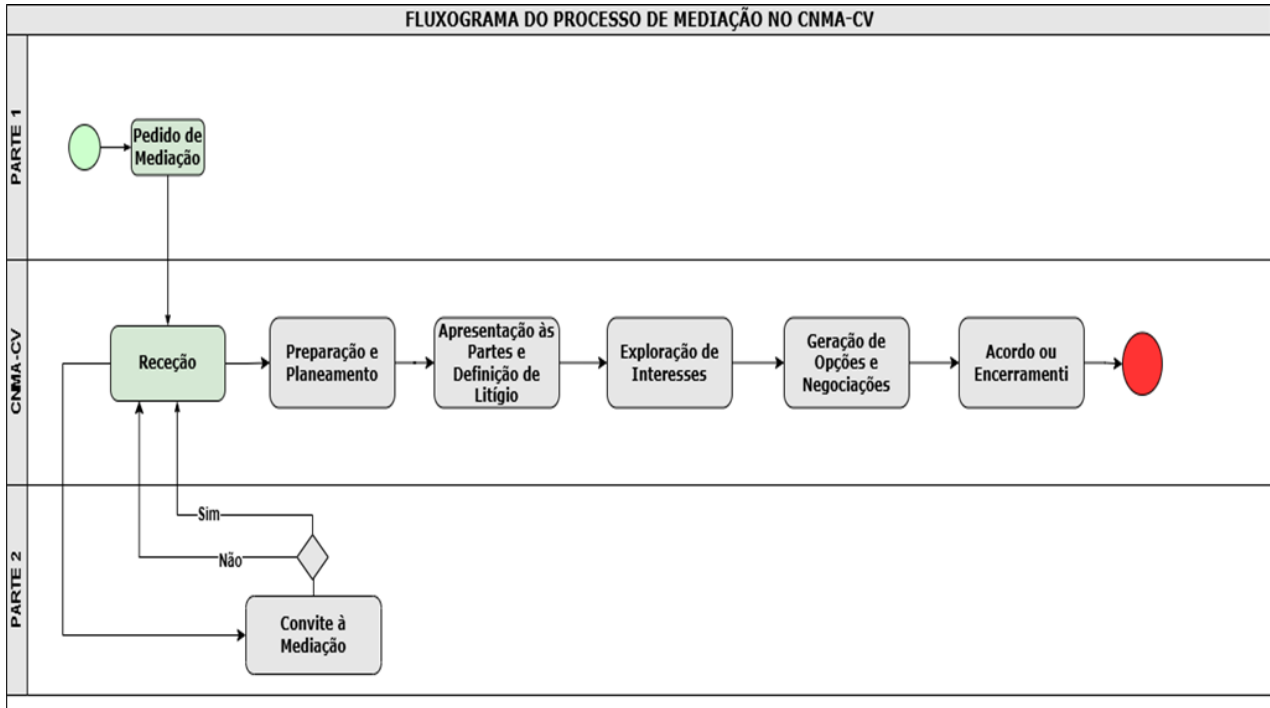 FLUXOGRAMA DO PROCESSO DE MEDIAÇÃO NO CNMA-CV
PARTE 1
Pedido de
Mediação
CNMA-CV
Receção
Preparação e
Planeamento
Apresentação às
Partes e
Definição de
Litígio
Exploração de
Interesses
Geração de
Opções e
Negociações
Acordo ou
Encerramenti
PARTE 2
Sim
Não
Convite à
Mediação